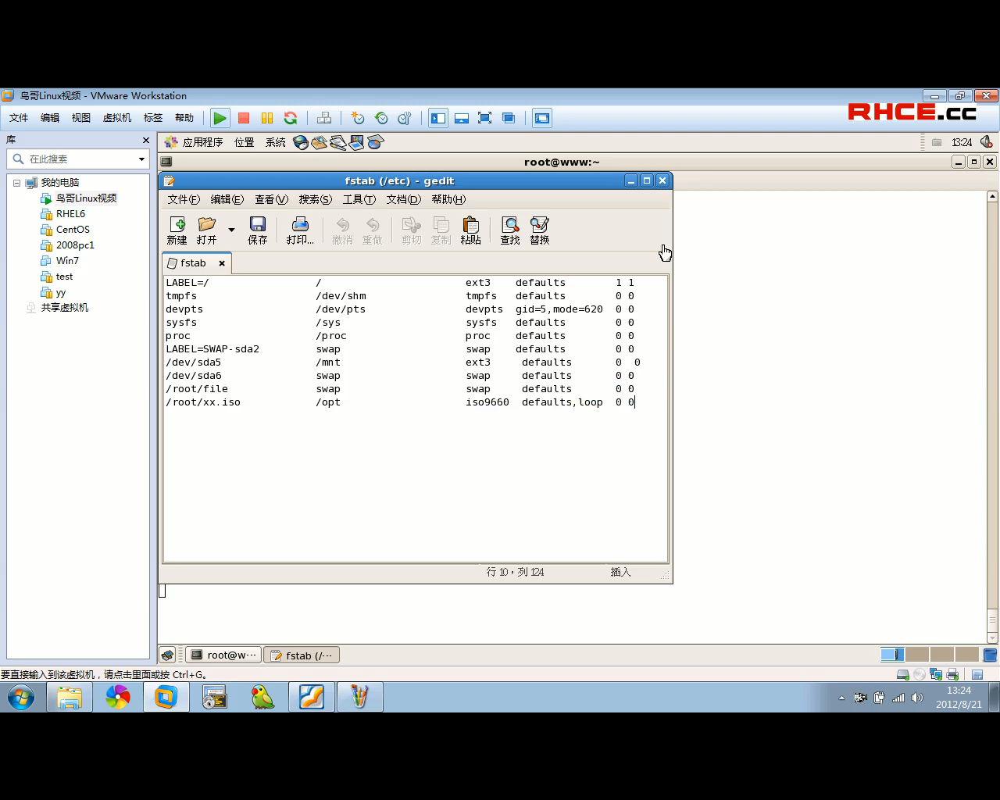 鸟哥Linux视频 - VMware Workstation
文件 编辑 视图 虚拟机 标签 帮助
RHCE.cc
库
应用程序 位置 系统 13:24
在此搜索
root@www:~
我的电脑
鸟哥Linux视频
RHEL6
CentOS
2008pc1
Win7
test
yy
共享虚拟机
fstab (/etc) - gedit
文件(F) 编辑(E) 查看(V) 搜索(S) 工具(T) 文档(D) 帮助(H)
新建 打开 保存 打印... 撤消 重做 剪切 复制 粘贴 查找 替换
fstab
LABEL=/ / ext3 defaults 1 1
tmpfs /dev/shm tmpfs defaults 0 0
devpts /dev/pts devpts gid=5,mode=620 0 0
sysfs /sys sysfs defaults 0 0
proc /proc proc defaults 0 0
LABEL=SWAP-sda2 swap swap defaults 0 0
/dev/sda5 /mnt ext3 defaults 0 0
/dev/sda6 swap swap defaults 0 0
/root/file swap swap defaults 0 0
/root/xx.iso /opt iso9660 defaults,loop 0 0
行 10，列 124 插入
root@w··· fstab (/···
要直接输入到该虚拟机，请点击里面或按 Ctrl+G。
13:24
2012/8/21